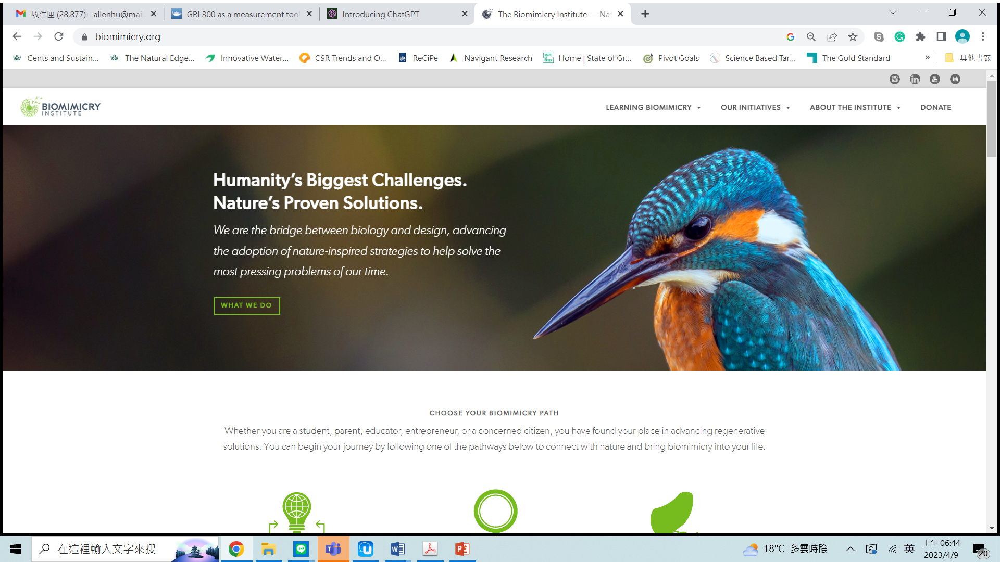 收件匣 (28,877) - allenhu@mail
GRI 300 as a measurement tool
Introducing ChatGPT
The Biomimicry Institute — Nat
biomimicry.org
Cents and Sustain...
The Natural Edge...
Innovative Water...
CSR Trends and O...
ReCiPe
Navigant Research
Home | State of Gr...
Pivot Goals
Science Based Tar...
The Gold Standard
»
其他書籤
BIOMIMICRY
INSTITUTE
LEARNING BIOMIMICRY
OUR INITIATIVES
ABOUT THE INSTITUTE
DONATE
Humanity’s Biggest Challenges.
Nature’s Proven Solutions.
We are the bridge between biology and design, advancing
the adoption of nature-inspired strategies to help solve the
most pressing problems of our time.
WHAT WE DO
CHOOSE YOUR BIOMIMICRY PATH
Whether you are a student, parent, educator, entrepreneur, or a concerned citizen, you have found your place in advancing regenerative
solutions. You can begin your journey by following one of the pathways below to connect with nature and bring biomimicry into your life.
在這裡輸入文字來搜
18°C 多雲時陰
英
上午 06:44
2023/4/9
20